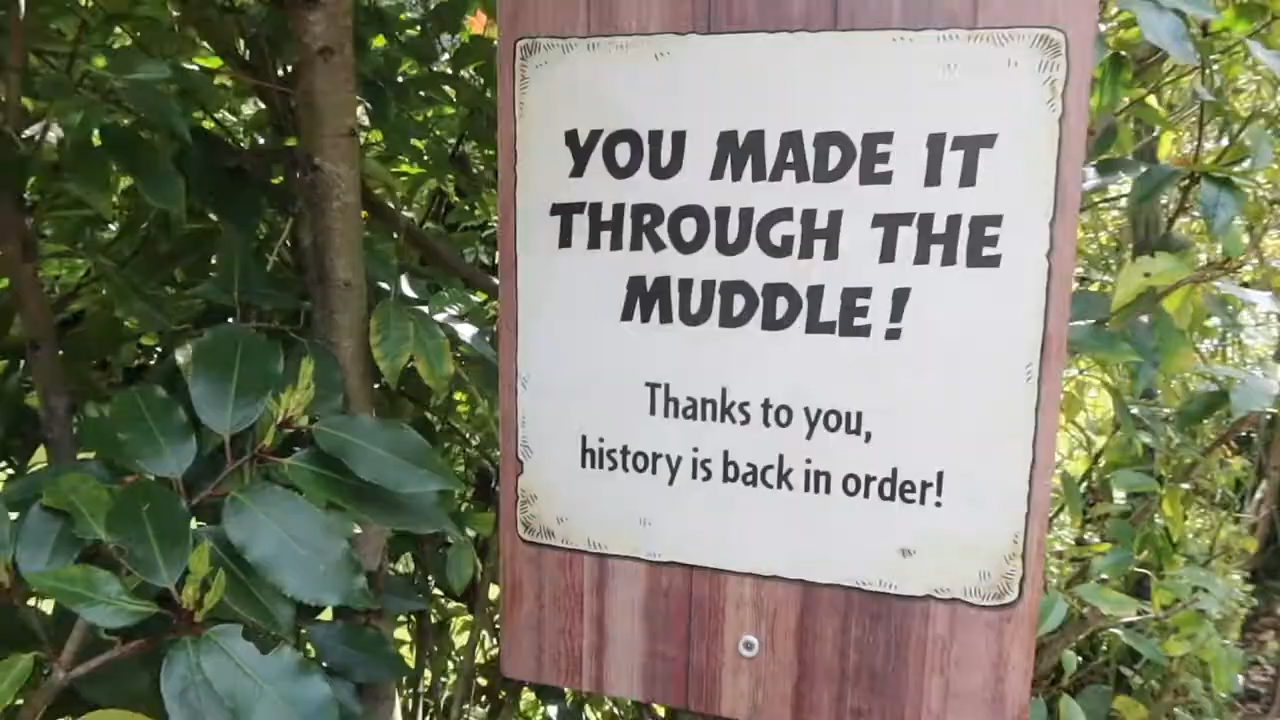 YOU MADE IT
THROUGH THE
MUDDLE!
Thanks to you,
history is back in order!